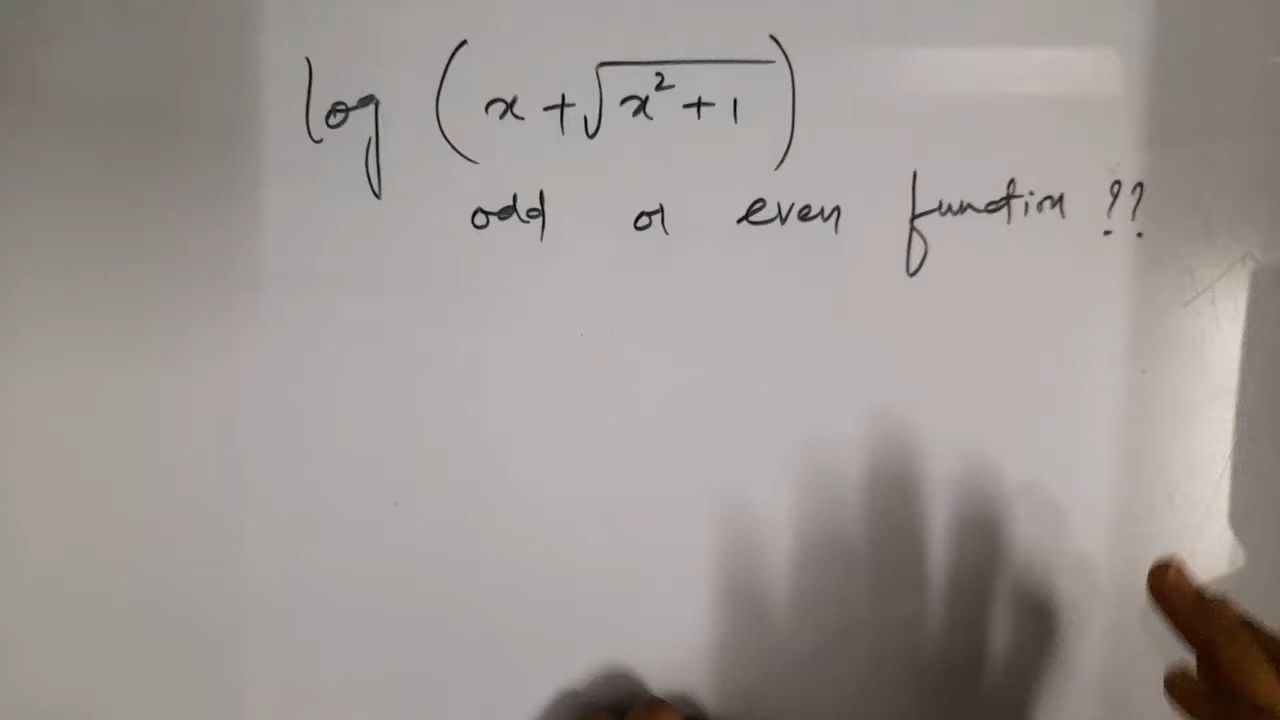 log (x + √(x² + 1))
odd or even function ??